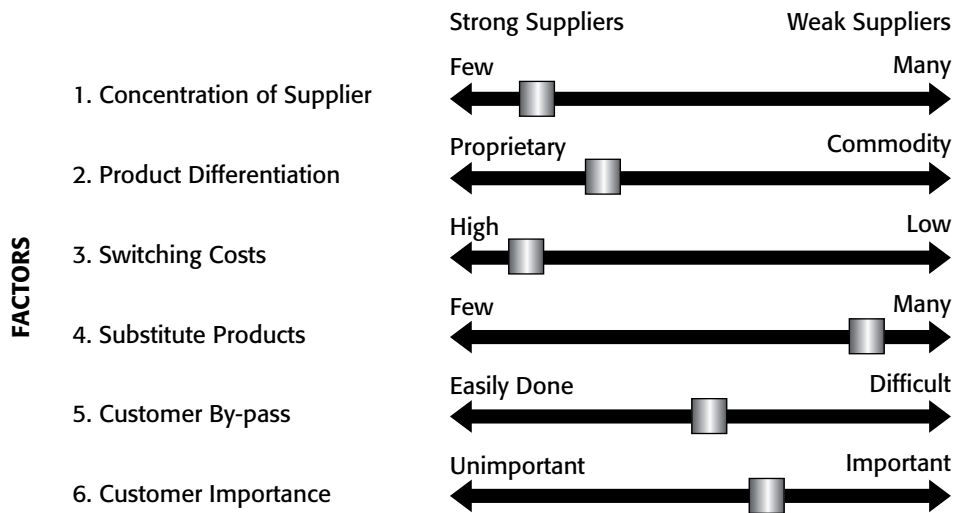 Strong Suppliers Weak Suppliers
Few Many
1. Concentration of Supplier
Proprietary Commodity
2. Product Differentiation
High Low
3. Switching Costs
FACTORS
Few Many
4. Substitute Products
Easily Done Difficult
5. Customer By-pass
Unimportant Important
6. Customer Importance